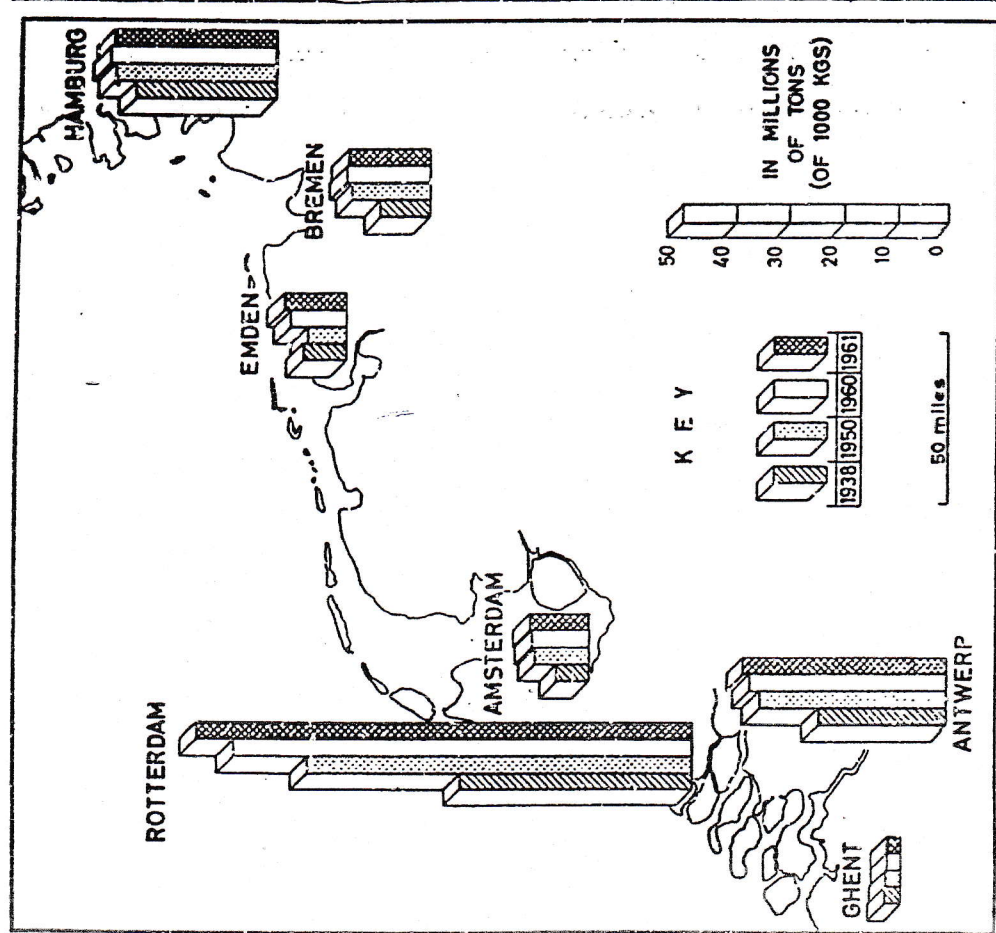 HAMBURG
BREMEN
EMDEN
AMSTERDAM
ROTTERDAM
ANTWERP
GHENT
IN MILLIONS
OF TONS
(OF 1000 KGS)
50
40
30
20
10
0
KEY
1938 1950 1960 1961
50 miles